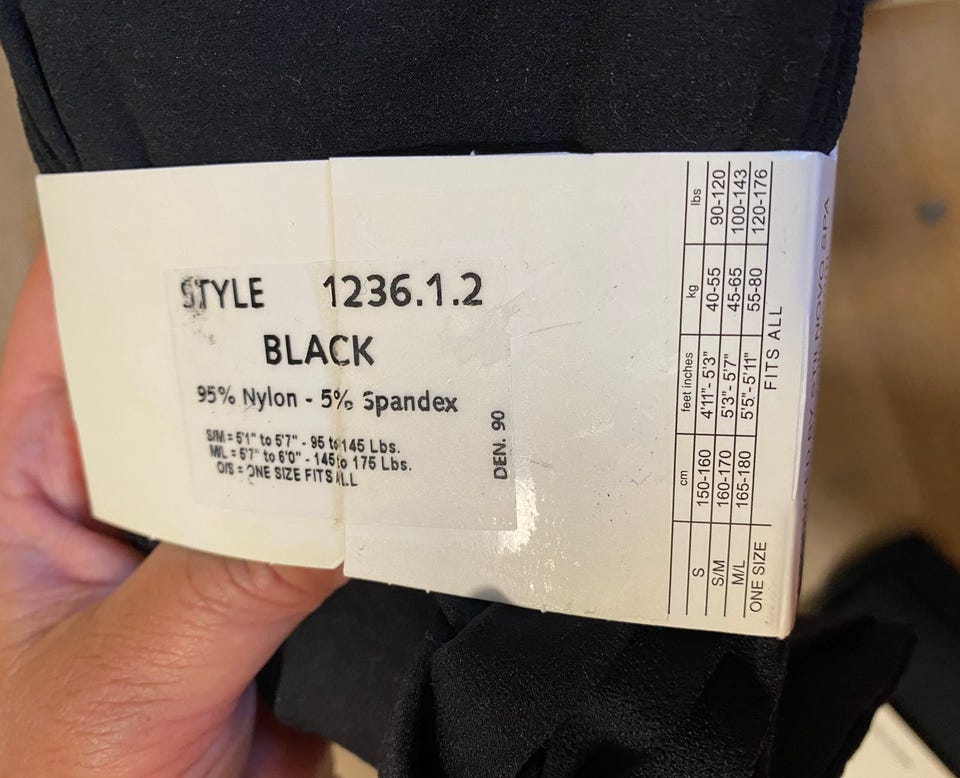 STYLE 1236.1.2
BLACK
95% Nylon - 5% Spandex
S/M = 5'1" to 5'7" - 95 to 145 Lbs.
M/L = 5'7" to 6'0" - 145 to 175 Lbs.
O/S = ONE SIZE FITS ALL
DEN. 90
cm feet inches kg lbs
S 150-160 4'11"- 5'3" 40-55 90-120
S/M 160-170 5'3" - 5'7" 45-65 100-143
M/L 165-180 5'5"- 5'11" 55-80 120-176
ONE SIZE FITS ALL
BY STILNOVO SPA